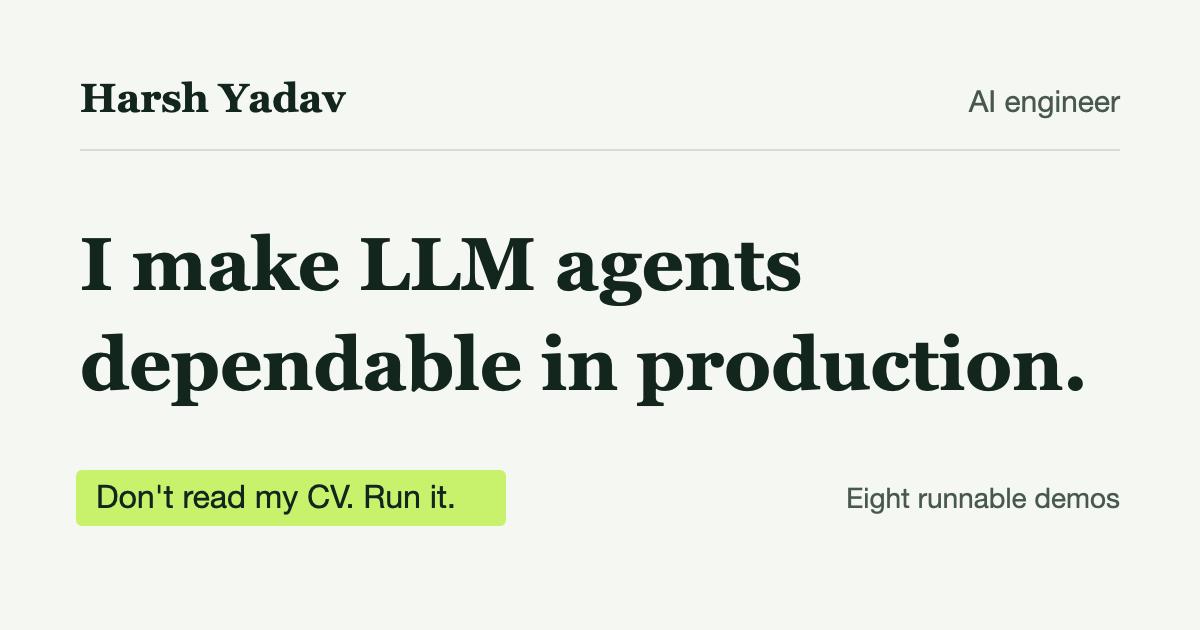 Harsh Yadav
AI engineer
I make LLM agents
dependable in production.
Don't read my CV. Run it.
Eight runnable demos